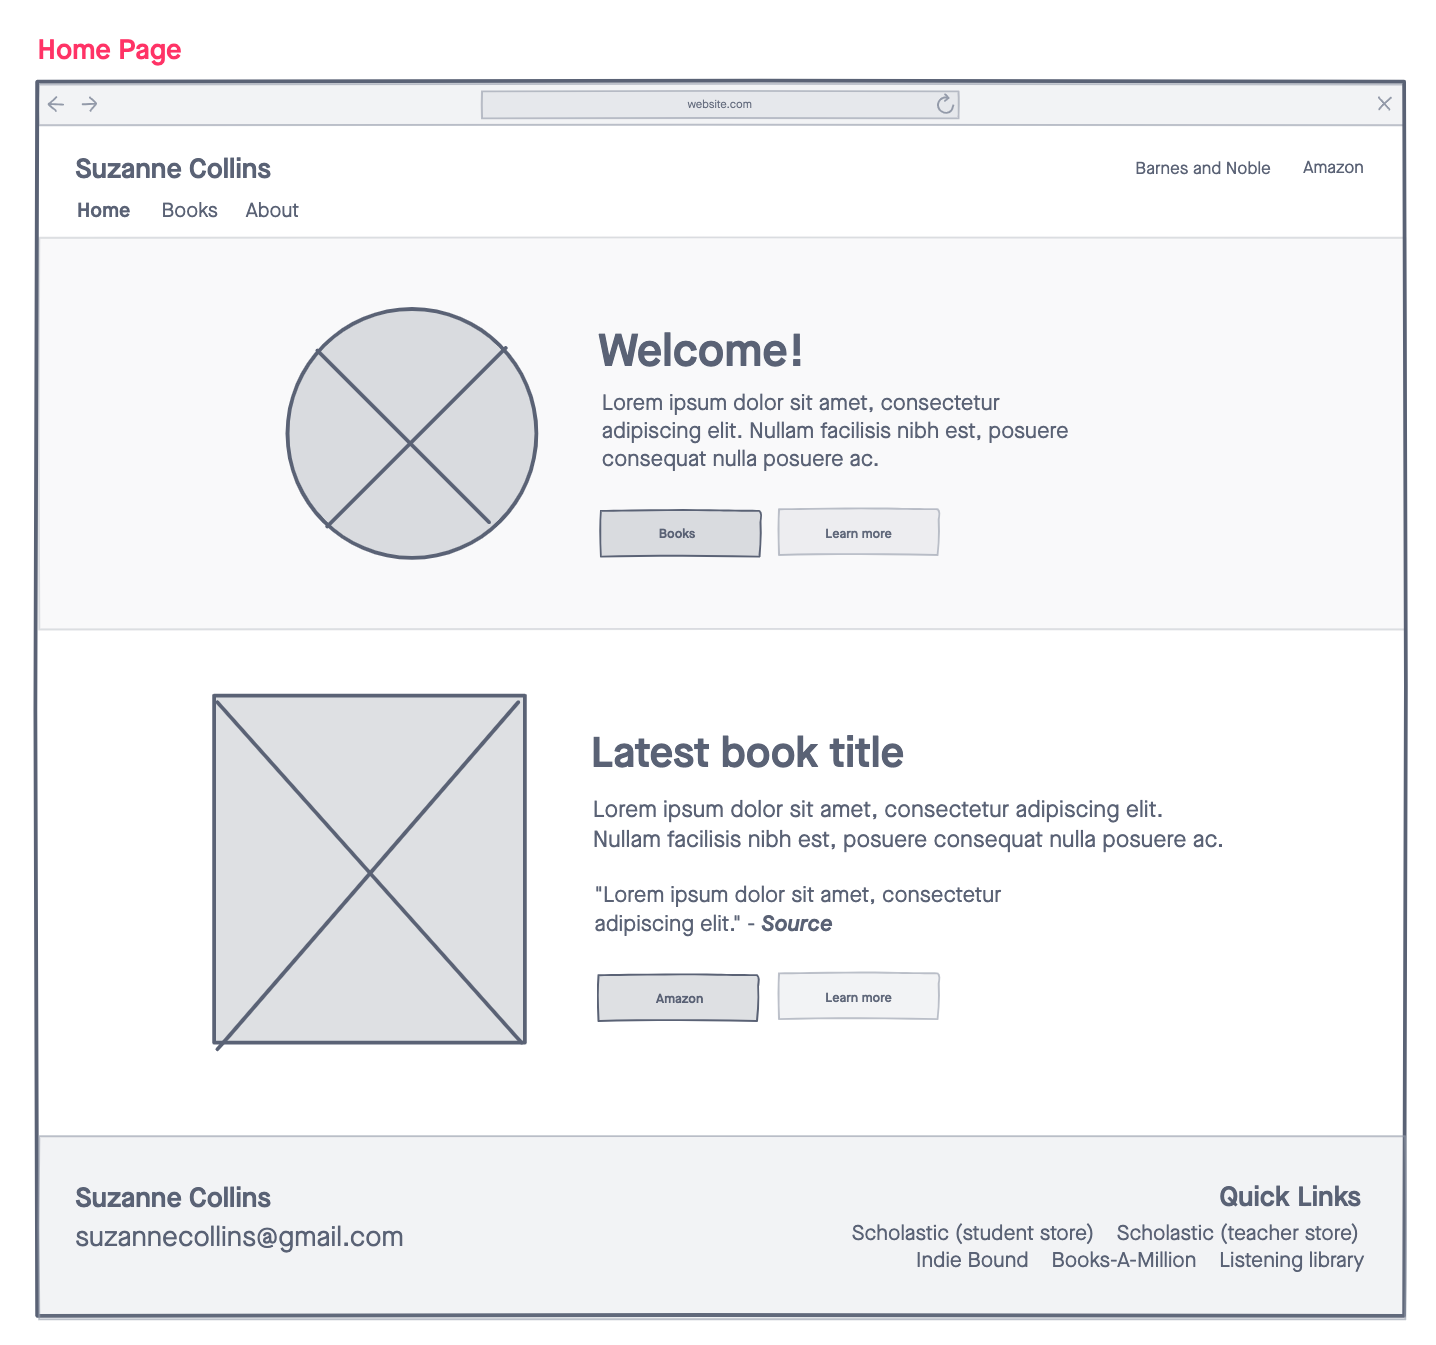 Home Page
website.com
Suzanne Collins
Barnes and Noble
Amazon
Home
Books
About
Welcome!
Lorem ipsum dolor sit amet, consectetur
adipiscing elit. Nullam facilisis nibh est, posuere
consequat nulla posuere ac.
Books
Learn more
Latest book title
Lorem ipsum dolor sit amet, consectetur adipiscing elit.
Nullam facilisis nibh est, posuere consequat nulla posuere ac.
"Lorem ipsum dolor sit amet, consectetur
adipiscing elit." - Source
Amazon
Learn more
Suzanne Collins
suzannecollins@gmail.com
Quick Links
Scholastic (student store) Scholastic (teacher store)
Indie Bound Books-A-Million Listening library